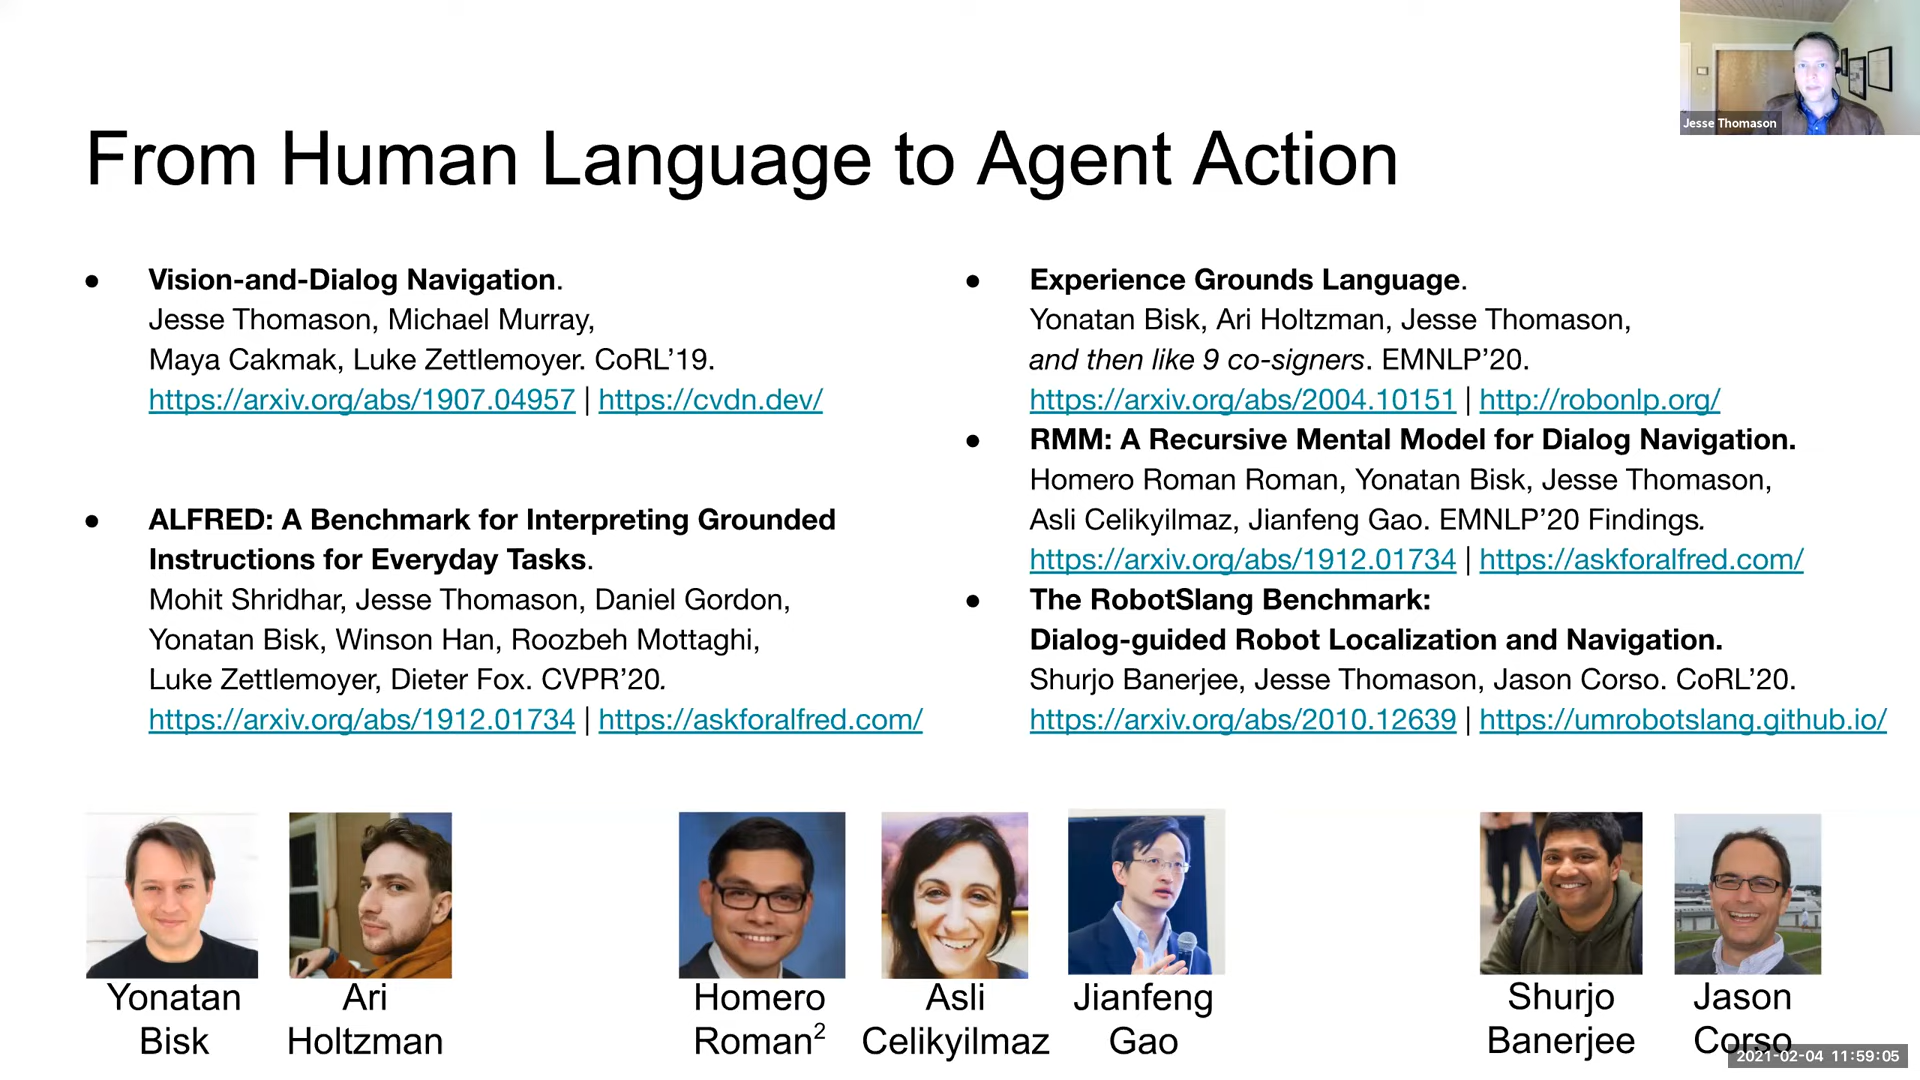 Jesse Thomason
From Human Language to Agent Action
● Vision-and-Dialog Navigation.
Jesse Thomason, Michael Murray,
Maya Cakmak, Luke Zettlemoyer. CoRL’19.
https://arxiv.org/abs/1907.04957 | https://cvdn.dev/
● ALFRED: A Benchmark for Interpreting Grounded
Instructions for Everyday Tasks.
Mohit Shridhar, Jesse Thomason, Daniel Gordon,
Yonatan Bisk, Winson Han, Roozbeh Mottaghi,
Luke Zettlemoyer, Dieter Fox. CVPR’20.
https://arxiv.org/abs/1912.01734 | https://askforalfred.com/
● Experience Grounds Language.
Yonatan Bisk, Ari Holtzman, Jesse Thomason,
and then like 9 co-signers. EMNLP’20.
https://arxiv.org/abs/2004.10151 | http://robonlp.org/
● RMM: A Recursive Mental Model for Dialog Navigation.
Homero Roman Roman, Yonatan Bisk, Jesse Thomason,
Asli Celikyilmaz, Jianfeng Gao. EMNLP’20 Findings.
https://arxiv.org/abs/1912.01734 | https://askforalfred.com/
● The RobotSlang Benchmark:
Dialog-guided Robot Localization and Navigation.
Shurjo Banerjee, Jesse Thomason, Jason Corso. CoRL’20.
https://arxiv.org/abs/2010.12639 | https://umrobotslang.github.io/
Yonatan
Bisk
Ari
Holtzman
Homero
Roman²
Asli
Celikyilmaz
Jianfeng
Gao
Shurjo
Banerjee
Jason
Corso
2021-02-04 11:59:05